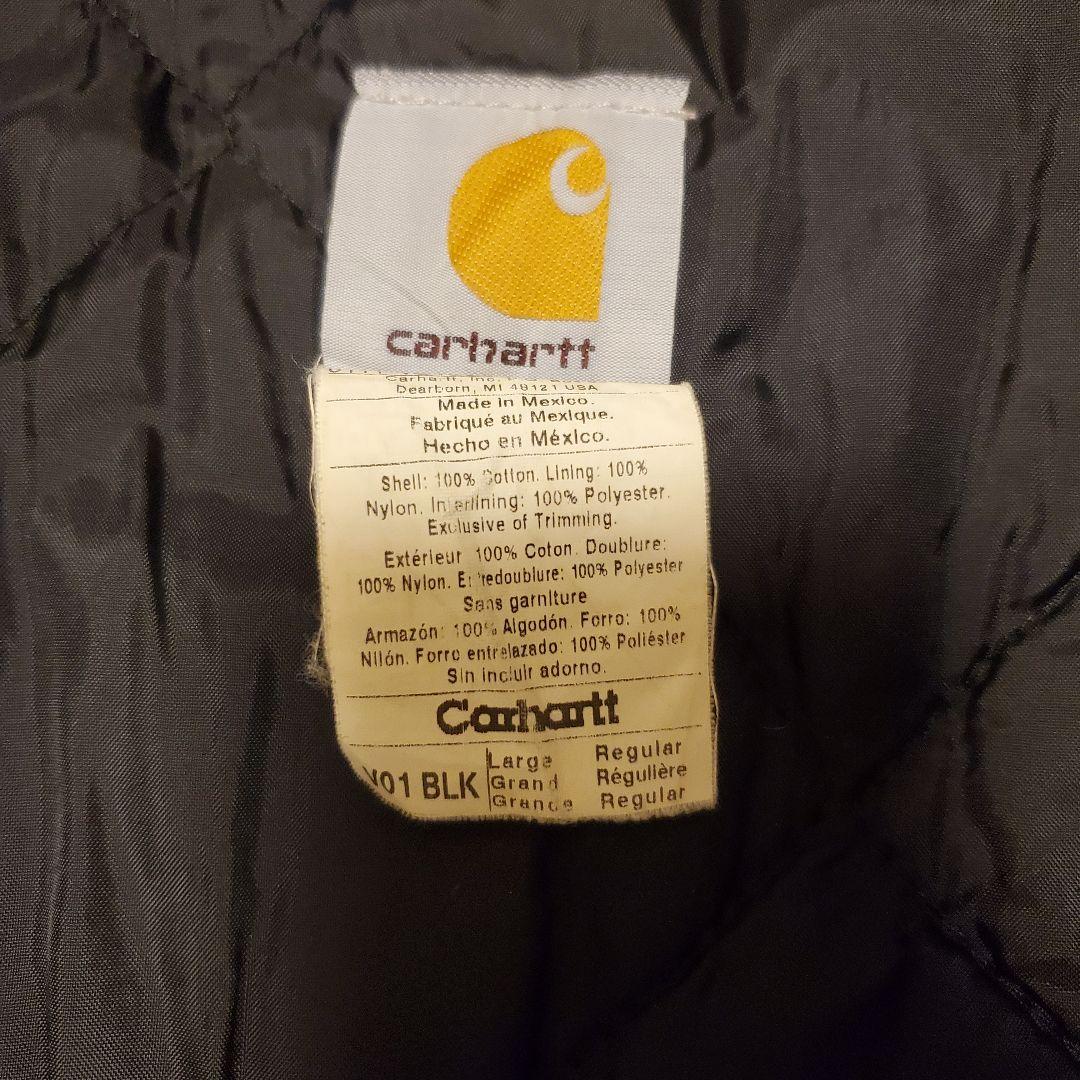 carhartt
Carhartt, Inc.
Dearborn, MI 48121 USA
Made in Mexico.
Fabriqué au Mexique.
Hecho en México.
Shell: 100% Cotton. Lining: 100%
Nylon. Interlining: 100% Polyester.
Exclusive of Trimming.
Extérieur 100% Coton. Doublure:
100% Nylon. Entredoublure: 100% Polyester
Sans garniture
Armazón: 100% Algodón. Forro: 100%
Nilón. Forro entrelazado: 100% Poliéster
Sin incluir adorno.
Carhartt
Y01 BLK
Large Regular
Grand Régulière
Grande Regular